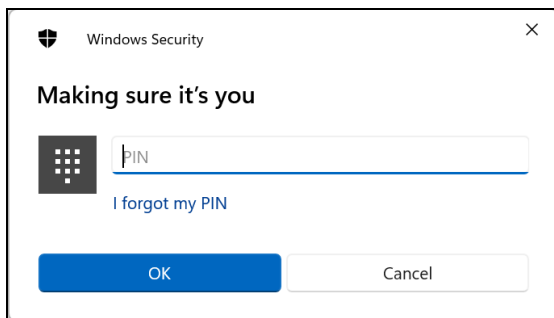 Windows Security
Making sure it's you
PIN
I forgot my PIN
OK
Cancel